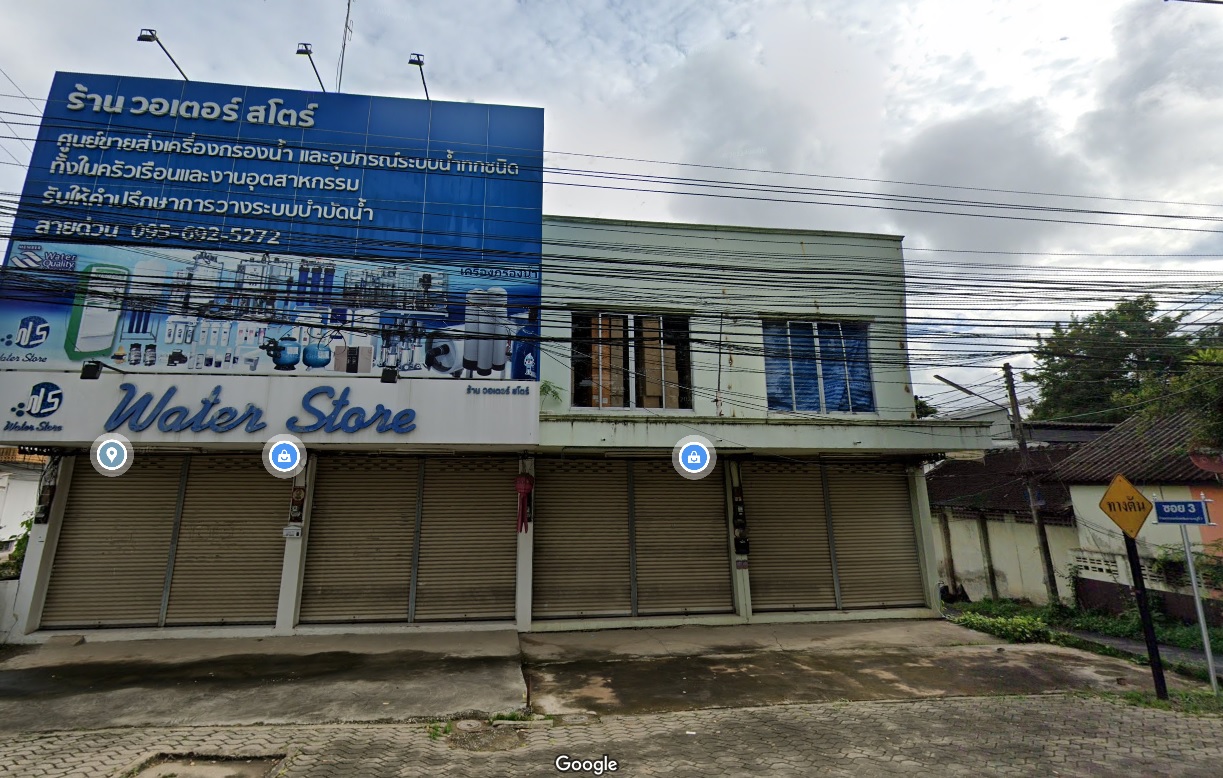 ร้าน วอเตอร์ สโตร์
ศูนย์ขายส่งเครื่องกรองน้ำ และอุปกรณ์ระบบน้ำทุกชนิด
ทั้งในครัวเรือนและงานอุตสาหกรรม
รับให้คำปรึกษาการวางระบบบำบัดน้ำ
สายด่วน 095-692-5272
Water Quality
เครื่องกรองน้ำ
Water Store
ร้าน วอเตอร์ สโตร์
Water Store
Water Store
ทางตัน
ซอย 3
Google